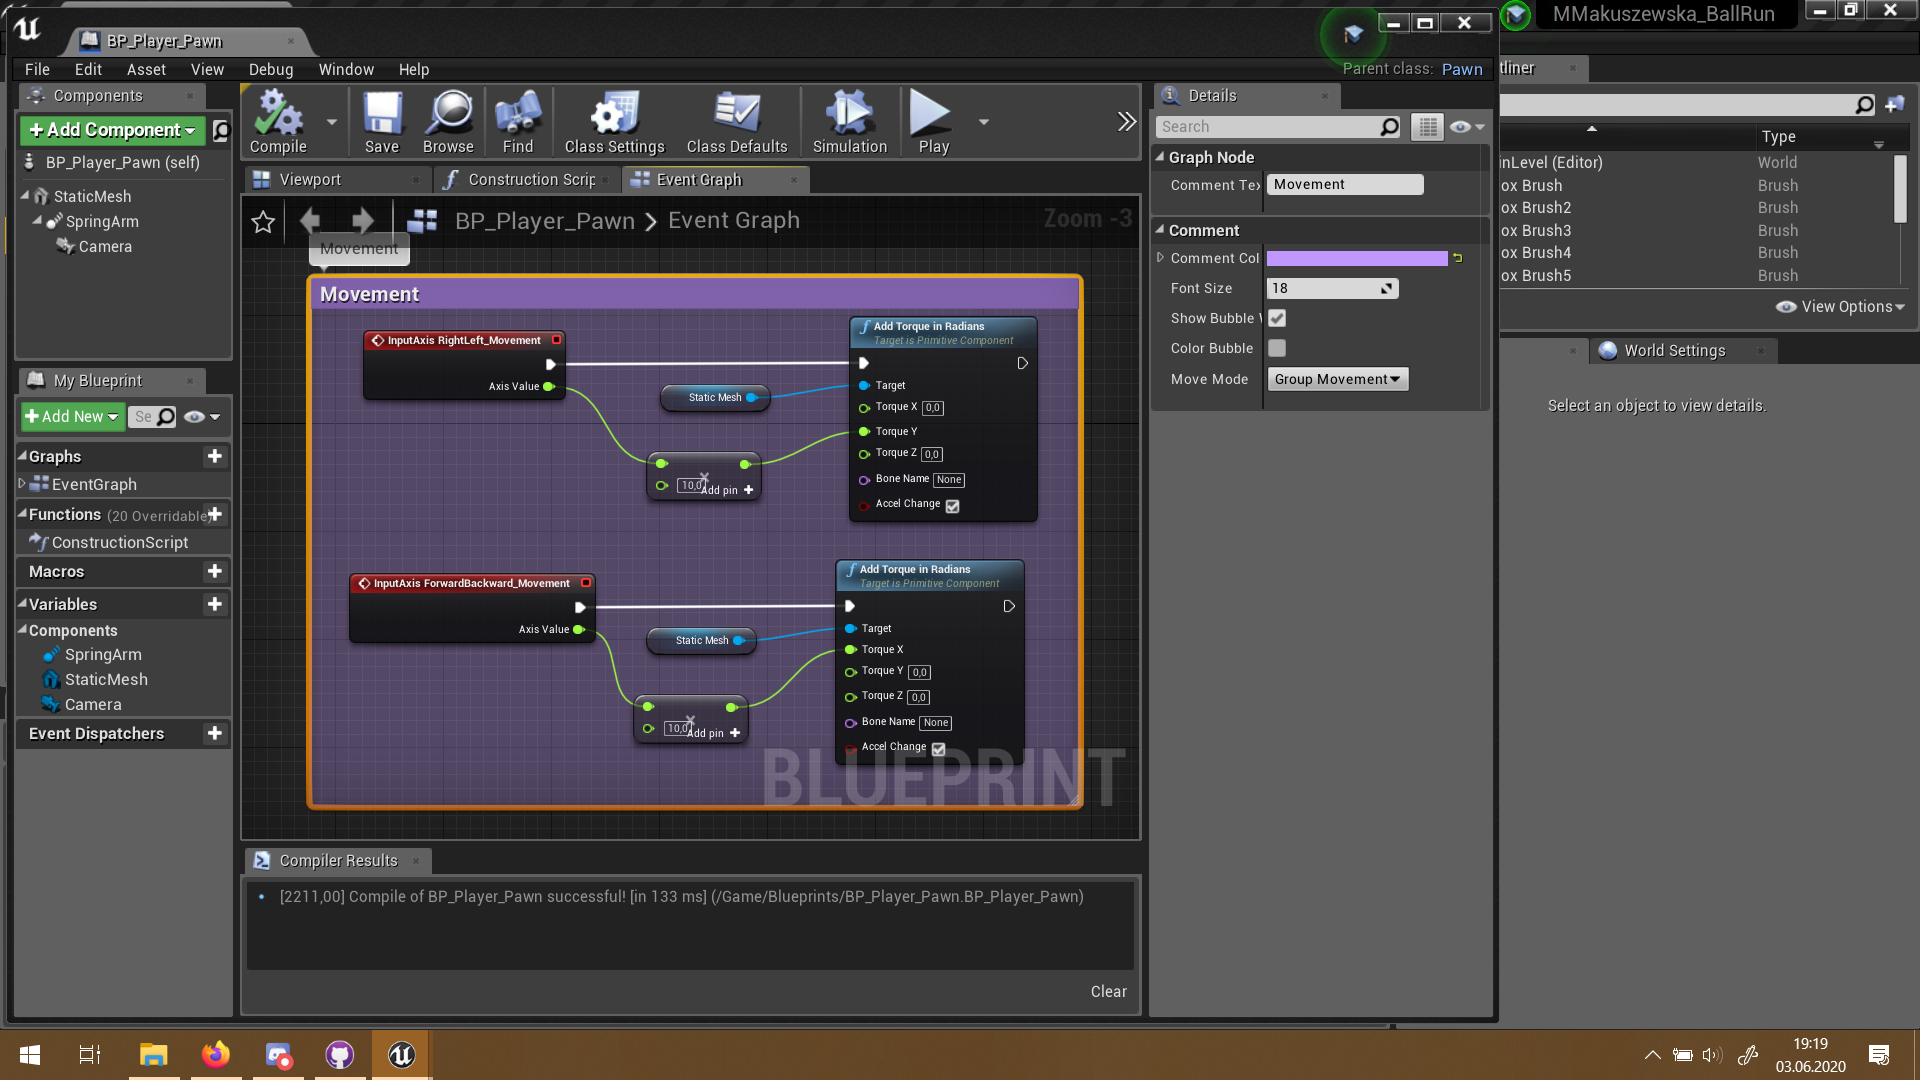 BP_Player_Pawn
MMakuszewska_BallRun
File Edit Asset View Debug Window Help
Parent class: Pawn
Components
Add Component
BP_Player_Pawn (self)
StaticMesh
SpringArm
Camera
Compile Save Browse Find Class Settings Class Defaults Simulation Play
Viewport Construction Scrip Event Graph
BP_Player_Pawn > Event Graph
Zoom -3
Movement
Movement
InputAxis RightLeft_Movement
Axis Value
Static Mesh
10,0
Add pin
Add Torque in Radians
Target is Primitive Component
Target
Torque X 0,0
Torque Y
Torque Z 0,0
Bone Name None
Accel Change
InputAxis ForwardBackward_Movement
Axis Value
Static Mesh
10,0
Add pin
Add Torque in Radians
Target is Primitive Component
Target
Torque X
Torque Y 0,0
Torque Z 0,0
Bone Name None
Accel Change
BLUEPRINT
My Blueprint
Add New Se
Graphs
EventGraph
Functions (20 Overridable)
ConstructionScript
Macros
Variables
Components
SpringArm
StaticMesh
Camera
Event Dispatchers
Compiler Results
[2211,00] Compile of BP_Player_Pawn successful! [in 133 ms] (/Game/Blueprints/BP_Player_Pawn.BP_Player_Pawn)
Clear
Details
Search
Graph Node
Comment Tex Movement
Comment
Comment Col
Font Size 18
Show Bubble
Color Bubble
Move Mode Group Movement
tliner
Type
inLevel (Editor) World
ox Brush Brush
ox Brush2 Brush
ox Brush3 Brush
ox Brush4 Brush
ox Brush5 Brush
View Options
World Settings
Select an object to view details.
19:19
03.06.2020